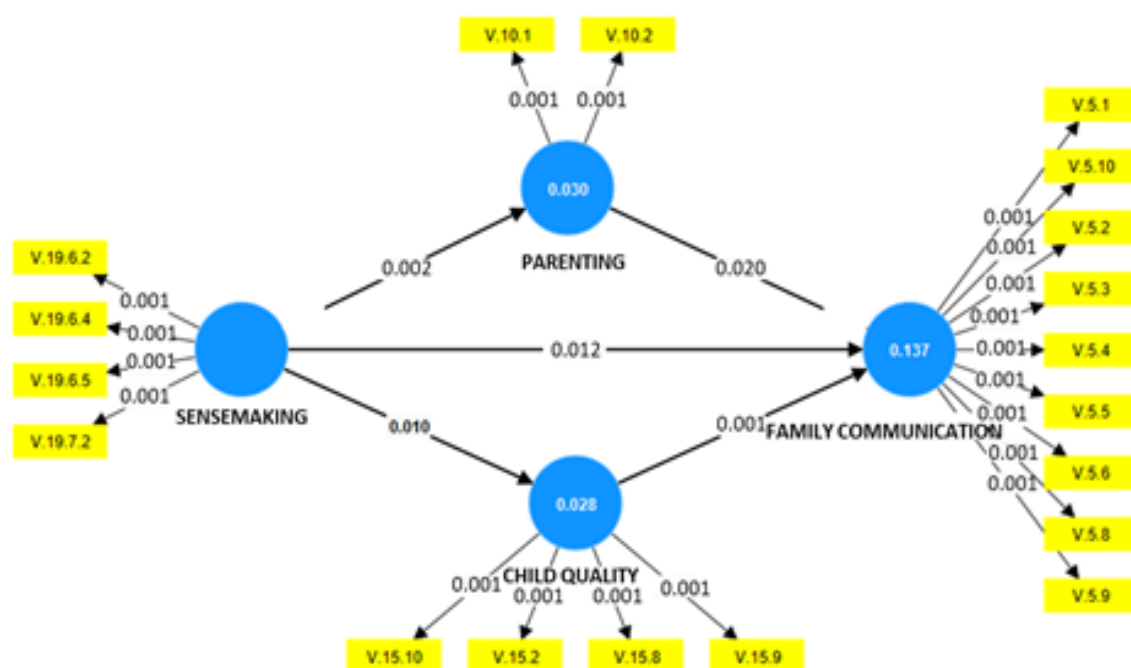 V.10.1
V.10.2
0.001
0.001
0.030
PARENTING
0.002
0.020
V.19.6.2
V.19.6.4
V.19.6.5
V.19.7.2
0.001
0.001
0.001
0.001
SENSEMAKING
0.012
0.010
0.001
0.137
FAMILY COMMUNICATION
0.001
0.001
0.001
0.001
0.001
0.001
0.001
0.001
0.001
V.5.1
V.5.10
V.5.2
V.5.3
V.5.4
V.5.5
V.5.6
V.5.8
V.5.9
0.028
CHILD QUALITY
0.001
0.001
0.001
0.001
V.15.10
V.15.2
V.15.8
V.15.9